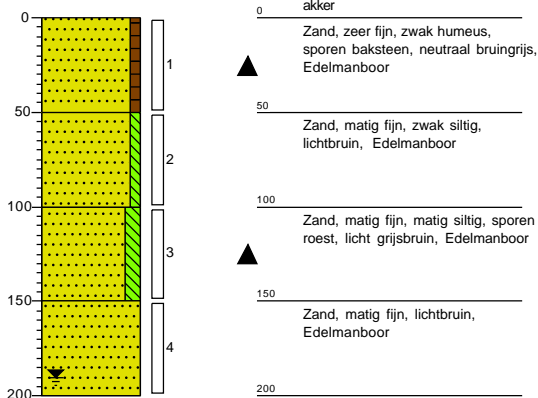 akker
0
0
Zand, zeer fijn, zwak humeus,
sporen baksteen, neutraal bruingrijs,
Edelmanboor
1
50
50
Zand, matig fijn, zwak siltig,
lichtbruin, Edelmanboor
2
100
100
Zand, matig fijn, matig siltig, sporen
roest, licht grijsbruin, Edelmanboor
3
150
150
Zand, matig fijn, lichtbruin,
Edelmanboor
4
200
200